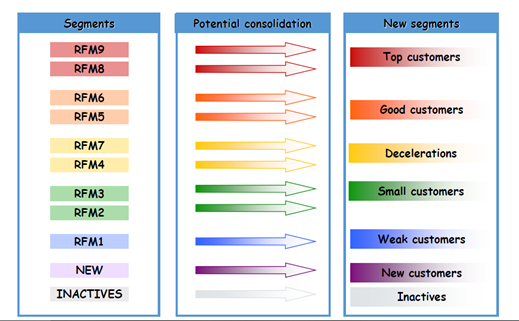 Segments
RFM9
RFM8
RFM6
RFM5
RFM7
RFM4
RFM3
RFM2
RFM1
NEW
INACTIVES
Potential consolidation
New segments
Top customers
Good customers
Decelerations
Small customers
Weak customers
New customers
Inactives